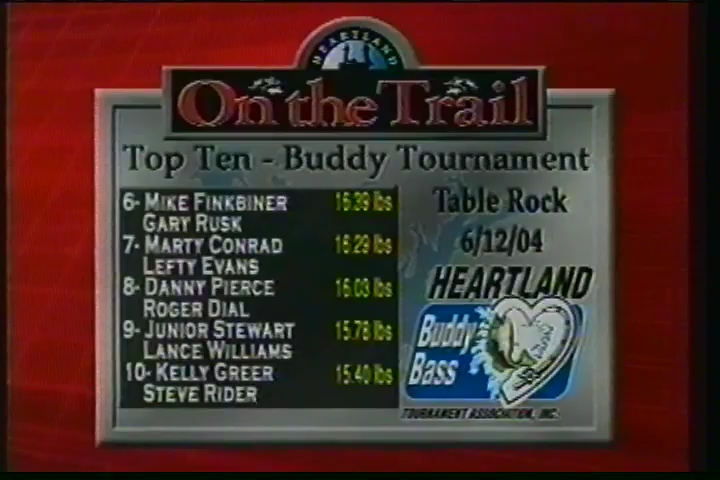 HEARTLAND
On the Trail
Top Ten - Buddy Tournament
6- MIKE FINKBINER 16.39 lbs
GARY RUSK
7- MARTY CONRAD 16.29 lbs
LEFTY EVANS
8- DANNY PIERCE 16.03 lbs
ROGER DIAL
9- JUNIOR STEWART 15.78 lbs
LANCE WILLIAMS
10- KELLY GREER 15.40 lbs
STEVE RIDER
Table Rock
6/12/04
HEARTLAND
Buddy
Bass
TOURNAMENT ASSOCIATION, INC.